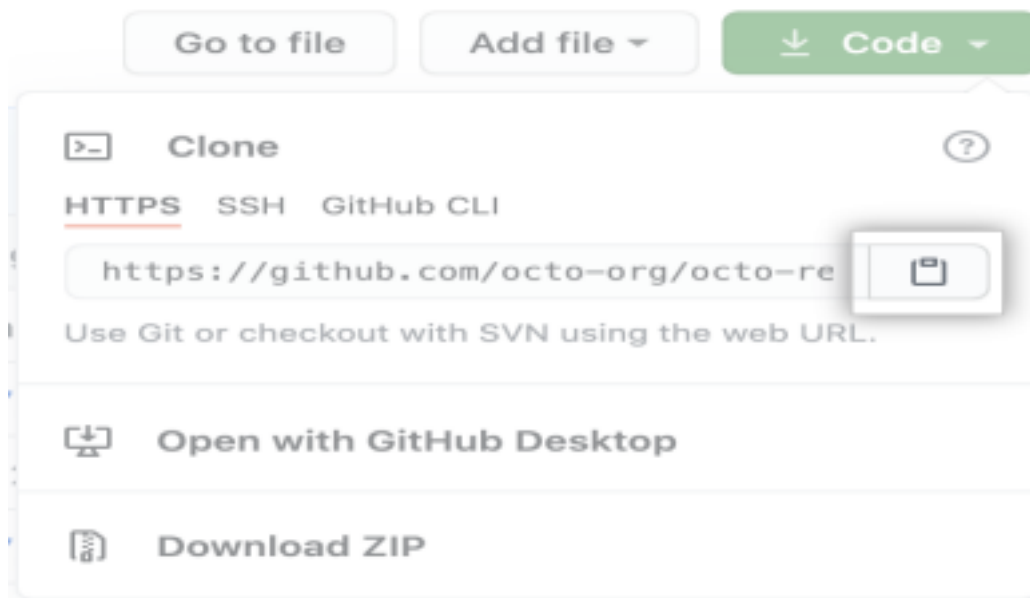 Go to file Add file Code
>_ Clone ?
HTTPS SSH GitHub CLI
https://github.com/octo-org/octo-re
Use Git or checkout with SVN using the web URL.
Open with GitHub Desktop
Download ZIP